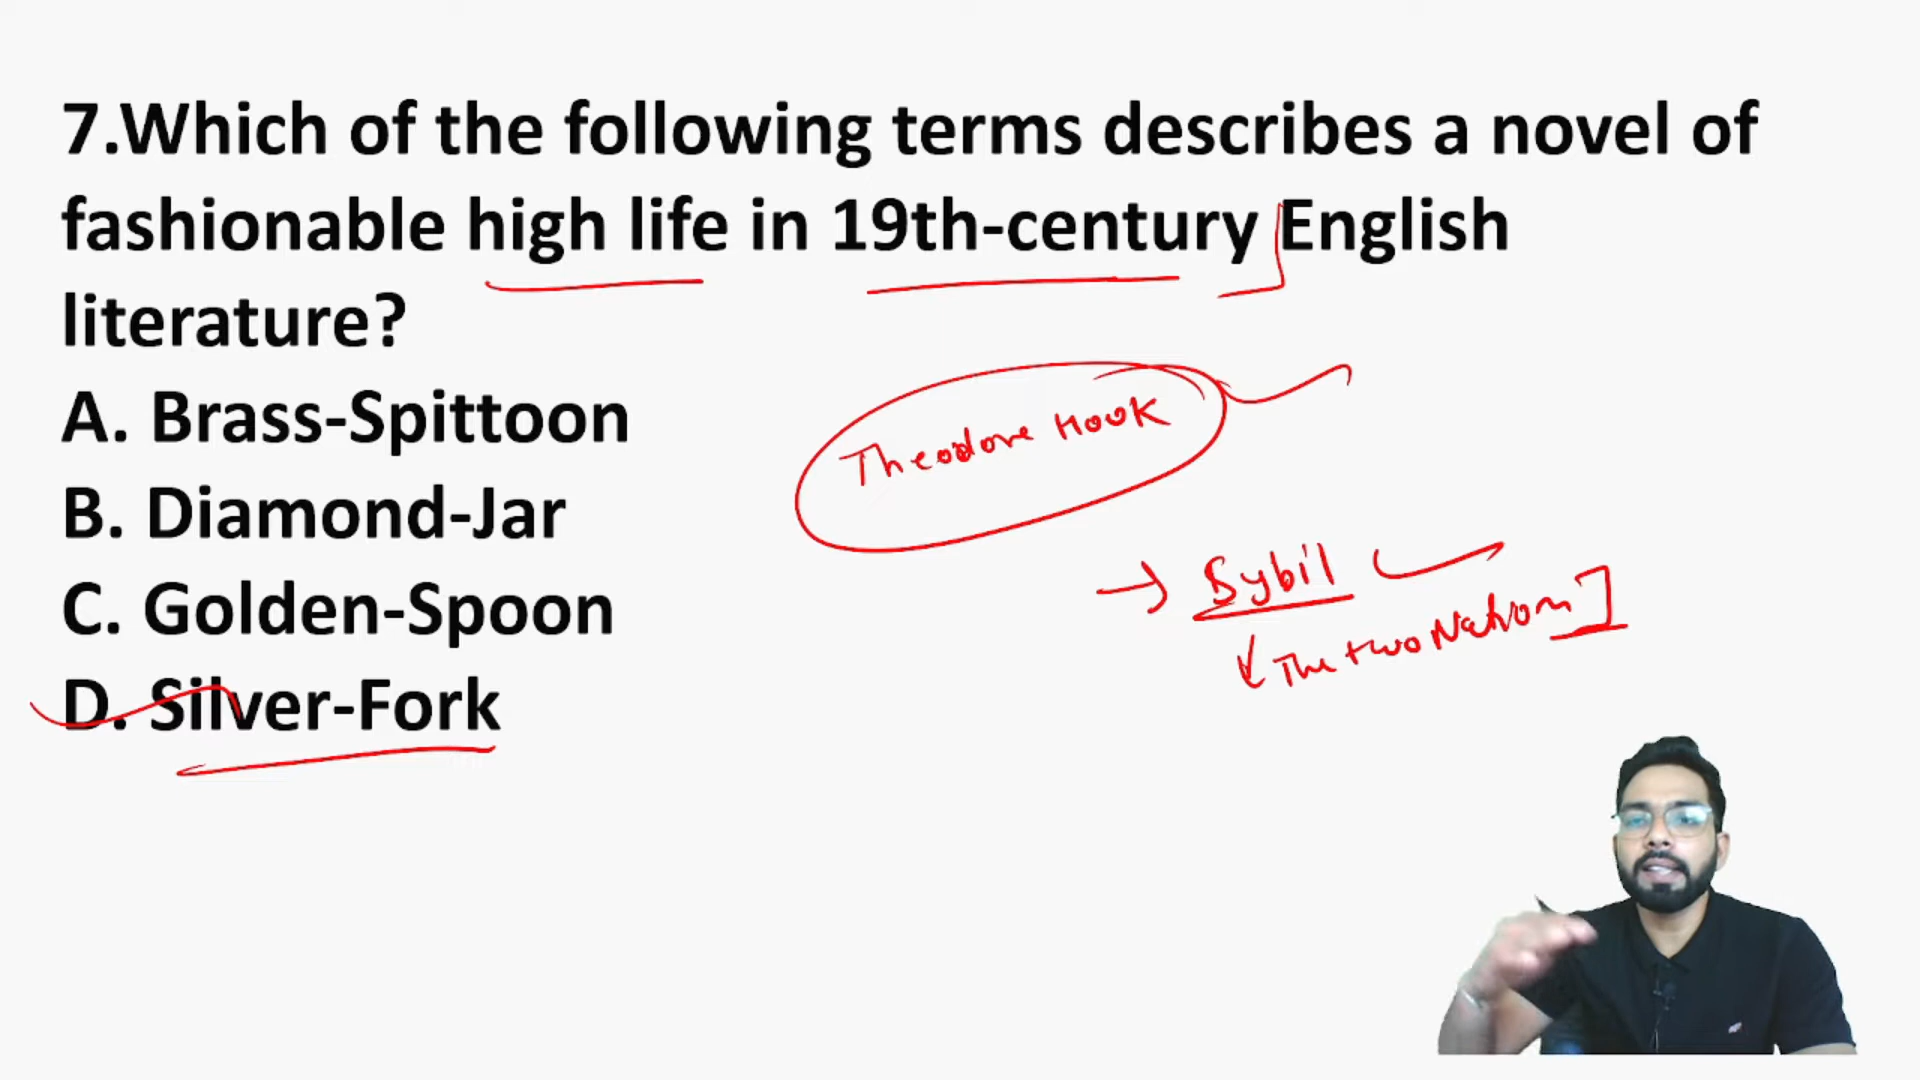 7.Which of the following terms describes a novel of
fashionable high life in 19th-century English
literature?
A. Brass-Spittoon
B. Diamond-Jar
C. Golden-Spoon
D. Silver-Fork
Theodore Hook
→ Sybil
The two Nation]